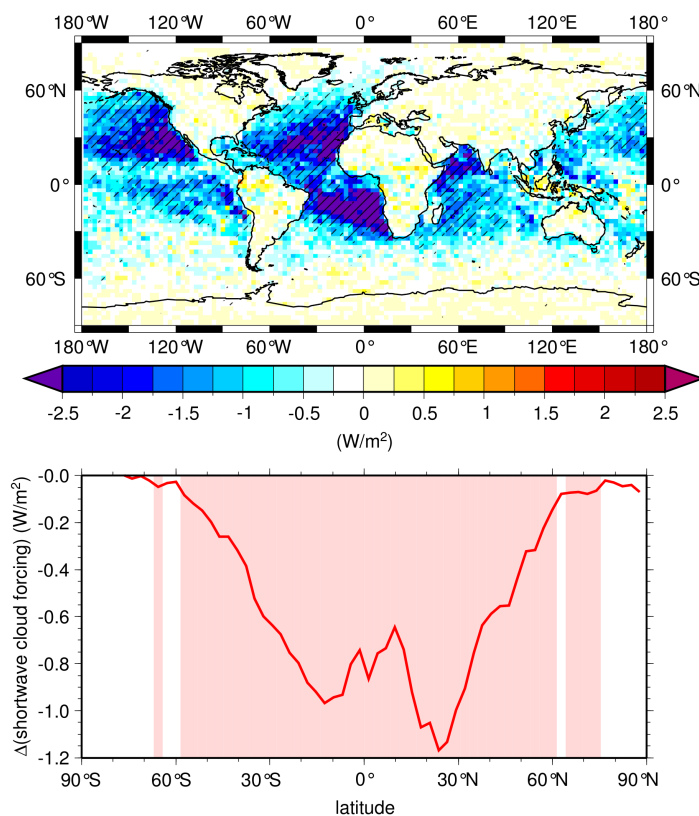 180° 120°W 60°W 0° 60°E 120°E 180°
60°N
0°
60°S
60°N
0°
60°S
180°W 120°W 60°W 0° 60°E 120°E 180°
-2.5 -2 -1.5 -1 -0.5 0 0.5 1 1.5 2 2.5
(W/m²)
-0.0
-0.2
-0.4
-0.6
-0.8
-1.0
-1.2
Δ(shortwave cloud forcing) (W/m²)
90°S 60°S 30°S 0° 30°N 60°N 90°N
latitude